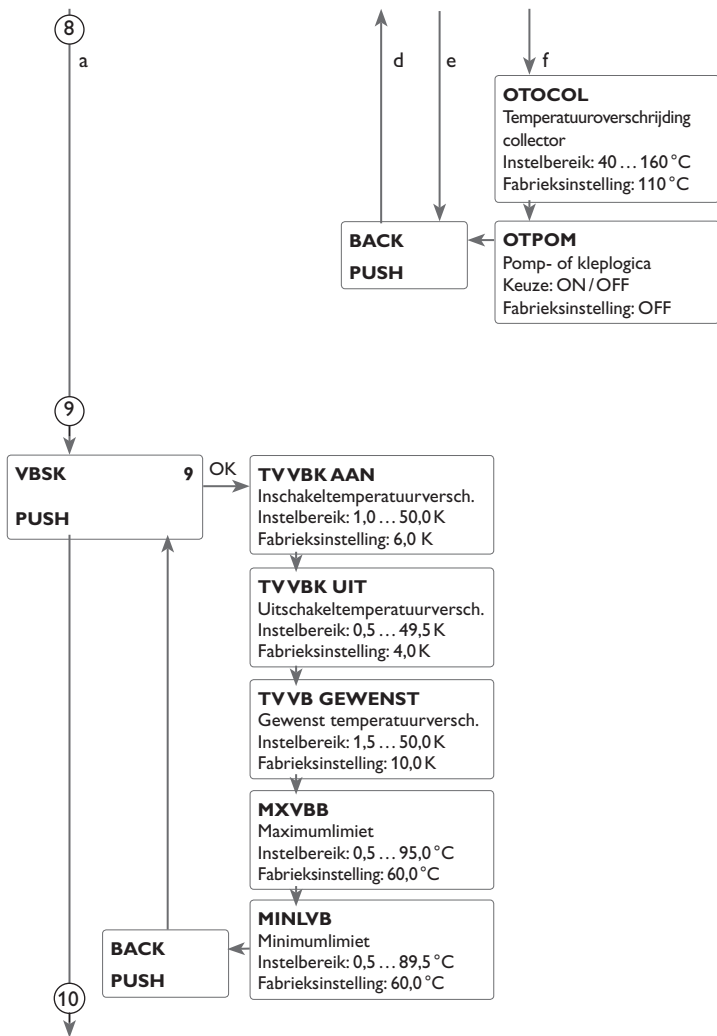 8
a
d
e
f
OTOCOL
Temperatuuroverschrijding
collector
Instelbereik: 40 … 160 °C
Fabrieksinstelling: 110 °C
BACK
PUSH
OTPOM
Pomp- of kleplogica
Keuze: ON / OFF
Fabrieksinstelling: OFF
9
VBSK 9
PUSH
OK
TVVBK AAN
Inschakeltemperatuurversch.
Instelbereik: 1,0 … 50,0 K
Fabrieksinstelling: 6,0 K
TVVBK UIT
Uitschakeltemperatuurversch.
Instelbereik: 0,5 … 49,5 K
Fabrieksinstelling: 4,0 K
TVVB GEWENST
Gewenst temperatuurversch.
Instelbereik: 1,5 … 50,0 K
Fabrieksinstelling: 10,0 K
MXVBB
Maximumlimiet
Instelbereik: 0,5 … 95,0 °C
Fabrieksinstelling: 60,0 °C
MINLVB
Minimumlimiet
Instelbereik: 0,5 … 89,5 °C
Fabrieksinstelling: 60,0 °C
BACK
PUSH
10